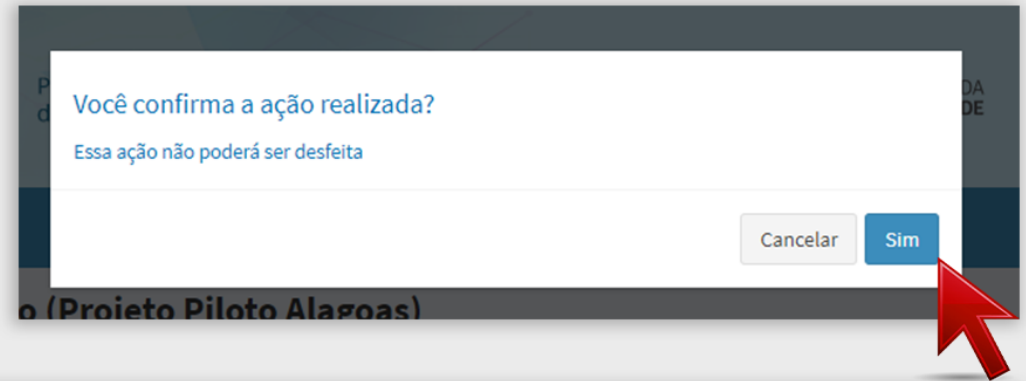 Você confirma a ação realizada?
Essa ação não poderá ser desfeita
Cancelar
Sim
o (Projeto Piloto Alagoas)